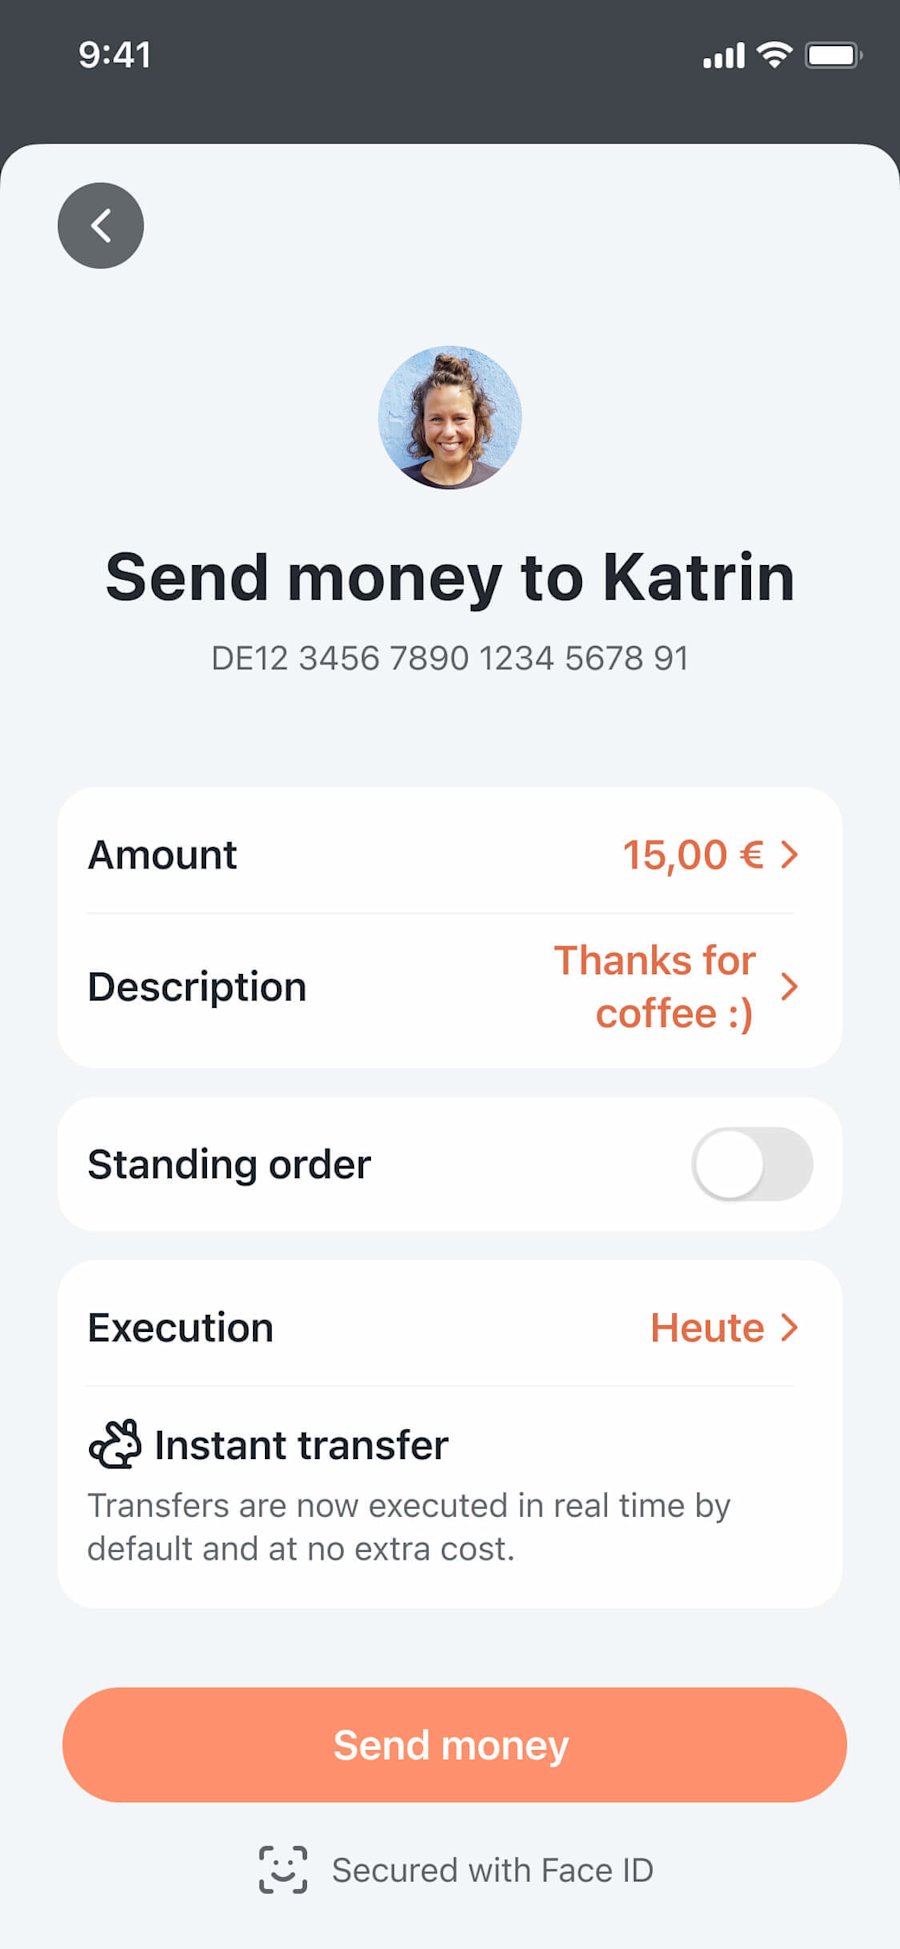 9:41
Send money to Katrin
DE12 3456 7890 1234 5678 91
Amount
15,00 €
Description
Thanks for
coffee :)
Standing order
Execution
Heute
Instant transfer
Transfers are now executed in real time by
default and at no extra cost.
Send money
Secured with Face ID